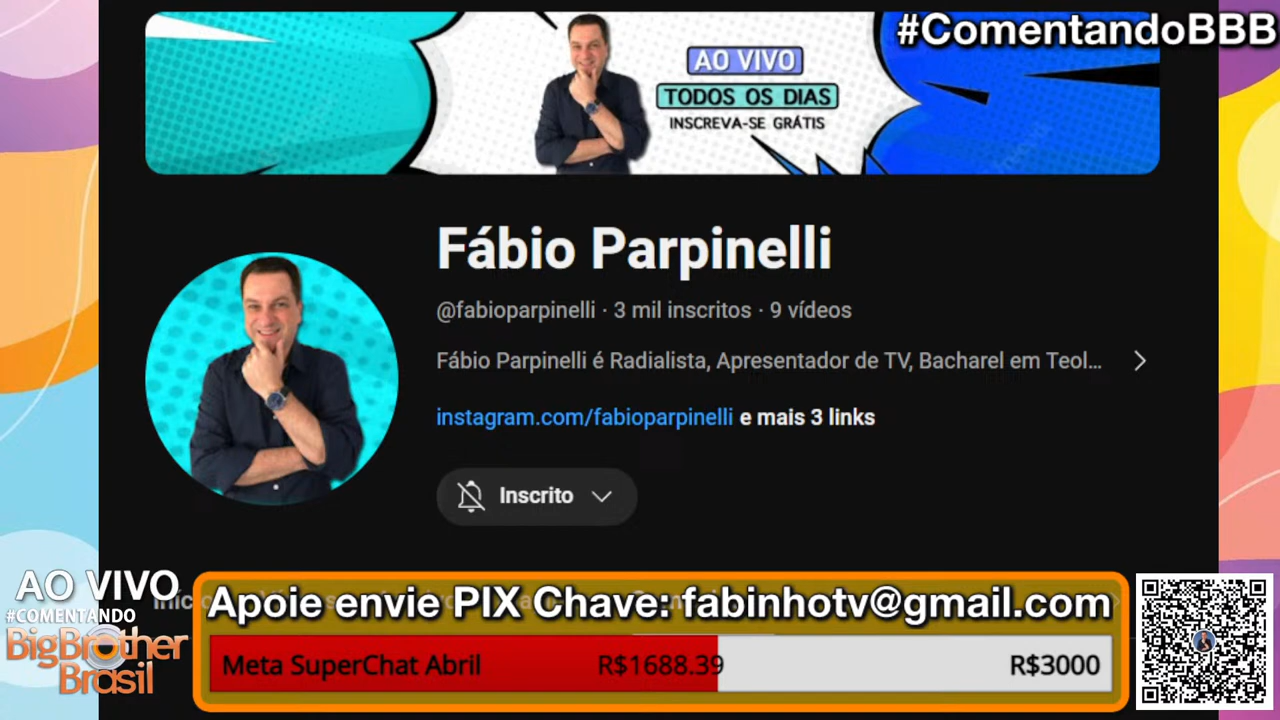 #ComentandoBBB
AO VIVO
TODOS OS DIAS
INSCREVA-SE GRÁTIS
Fábio Parpinelli
@fabioparpinelli · 3 mil inscritos · 9 vídeos
Fábio Parpinelli é Radialista, Apresentador de TV, Bacharel em Teol...
instagram.com/fabioparpinelli e mais 3 links
Inscrito
AO VIVO
#COMENTANDO
BigBrother
Brasil
Apoie envie PIX Chave: fabinhotv@gmail.com
Meta SuperChat Abril R$1688.39 R$3000